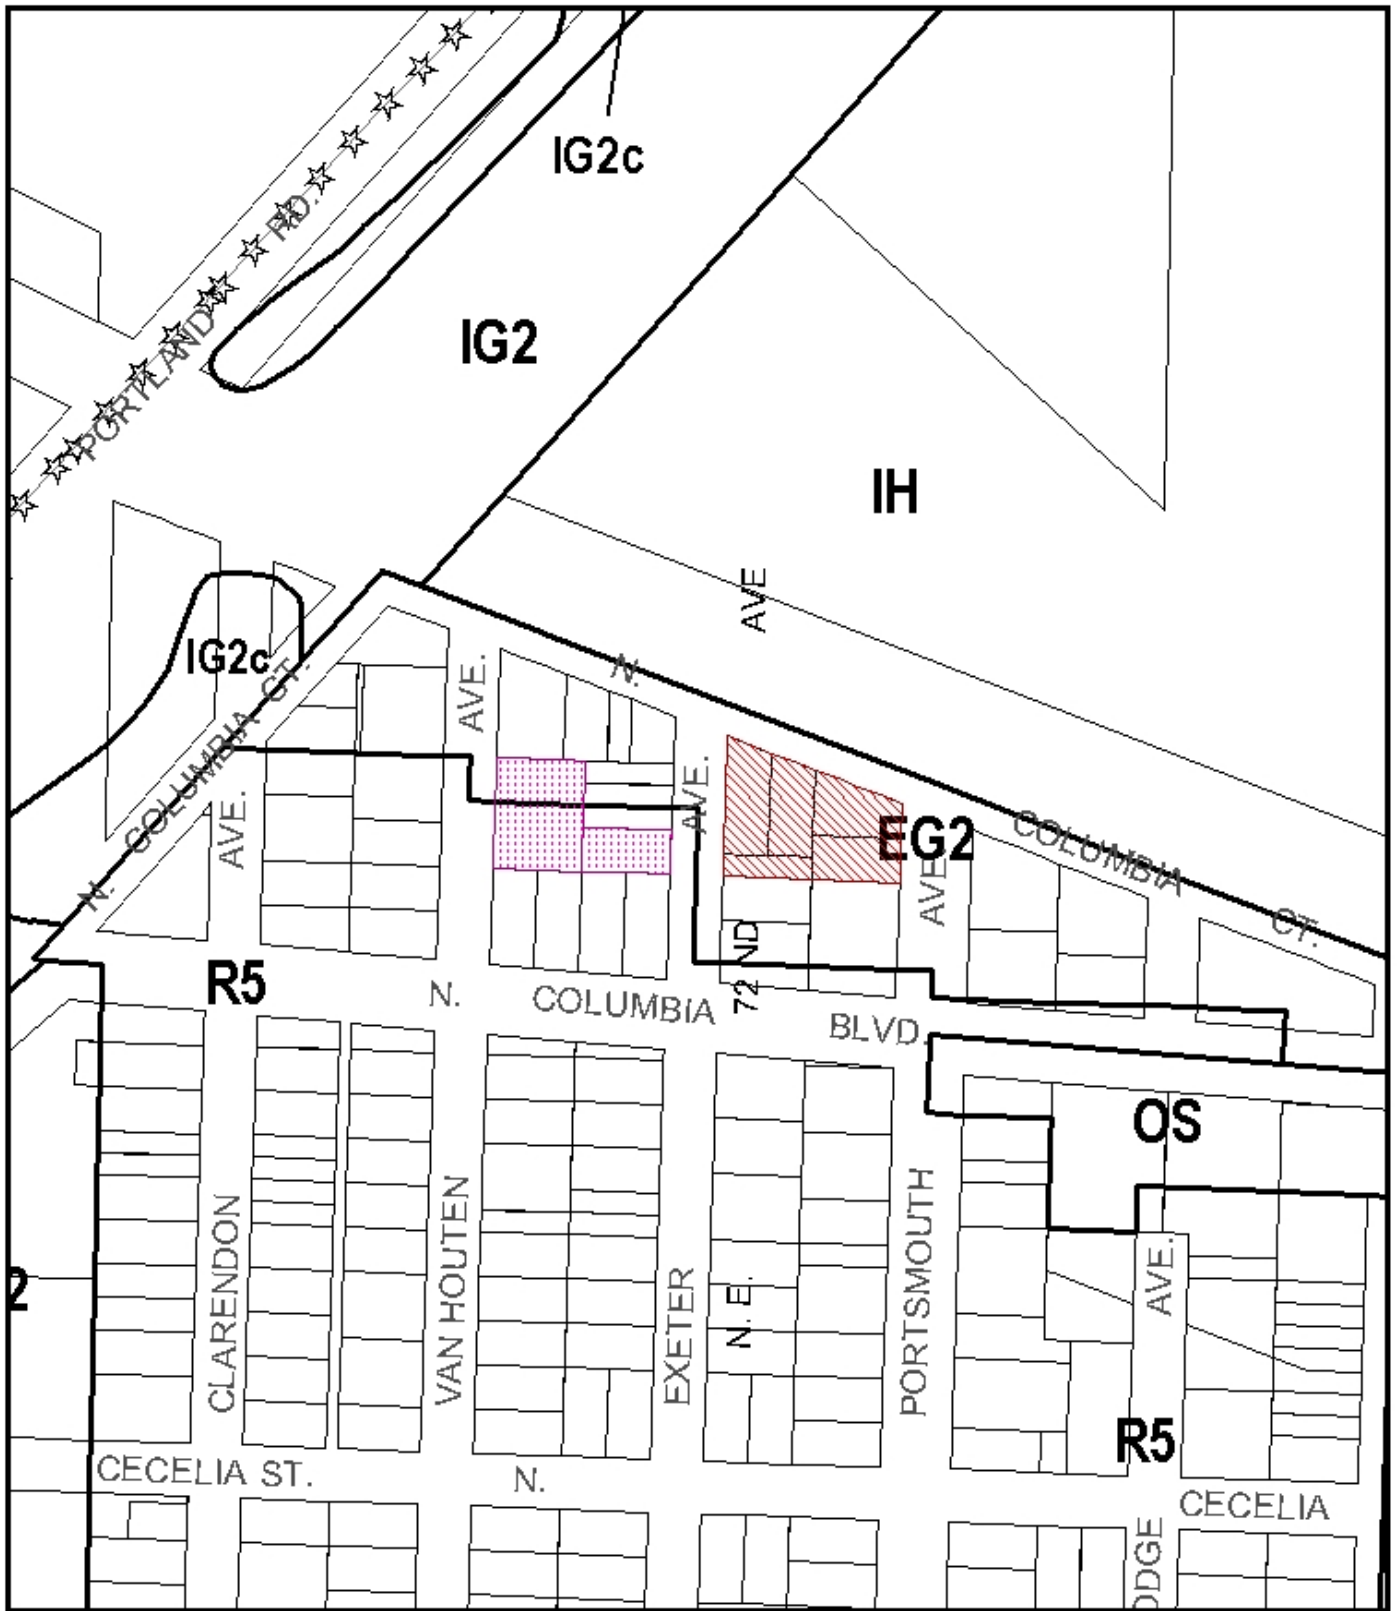 IG2c
PORTLAND RD.
IG2
IH
AVE
IG2c
N. COLUMBIA CT.
AVE.
N.
AVE.
AVE.
EG2
COLUMBIA
CT.
AVE
R5
N.
COLUMBIA
BLVD.
72 ND
OS
2
CLARENDON
VAN HOUTEN
EXETER
N. E.
PORTSMOUTH
AVE.
R5
CECELIA ST.
N.
CECELIA
ODGE